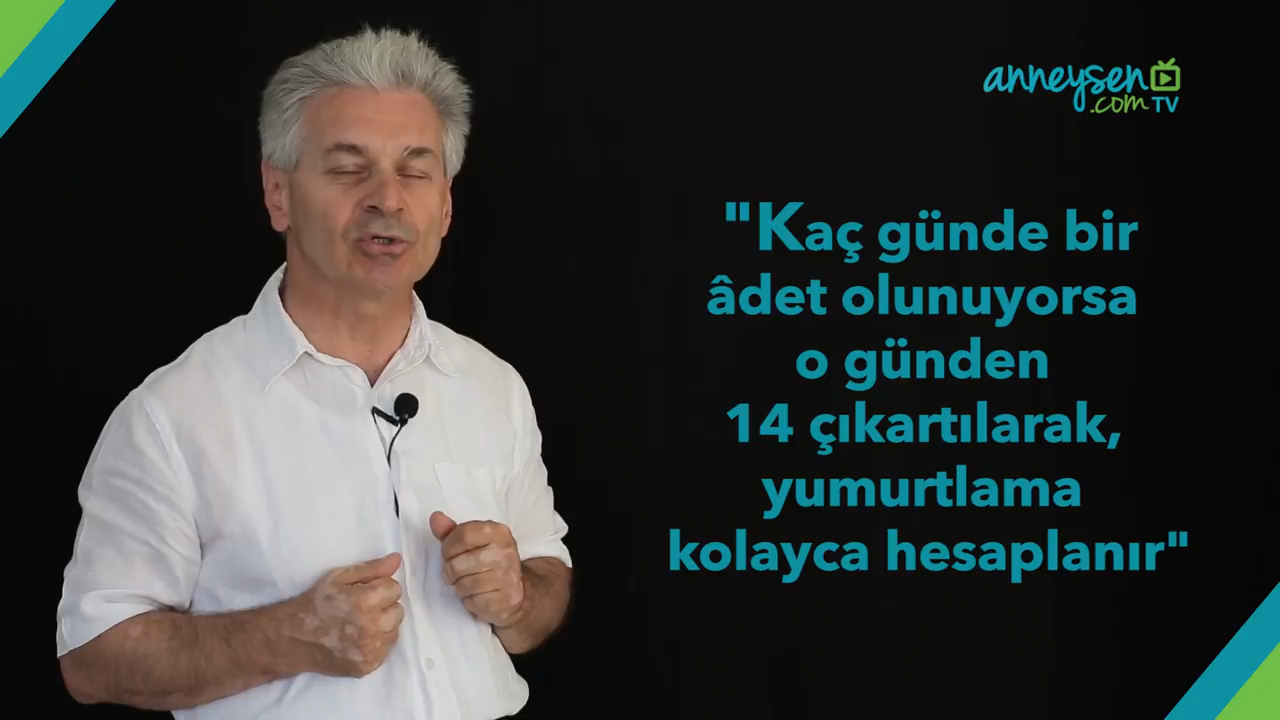 anneysen
.com TV
"Kaç günde bir
âdet olunuyorsa
o günden
14 çıkartılarak,
yumurtlama
kolayca hesaplanır"